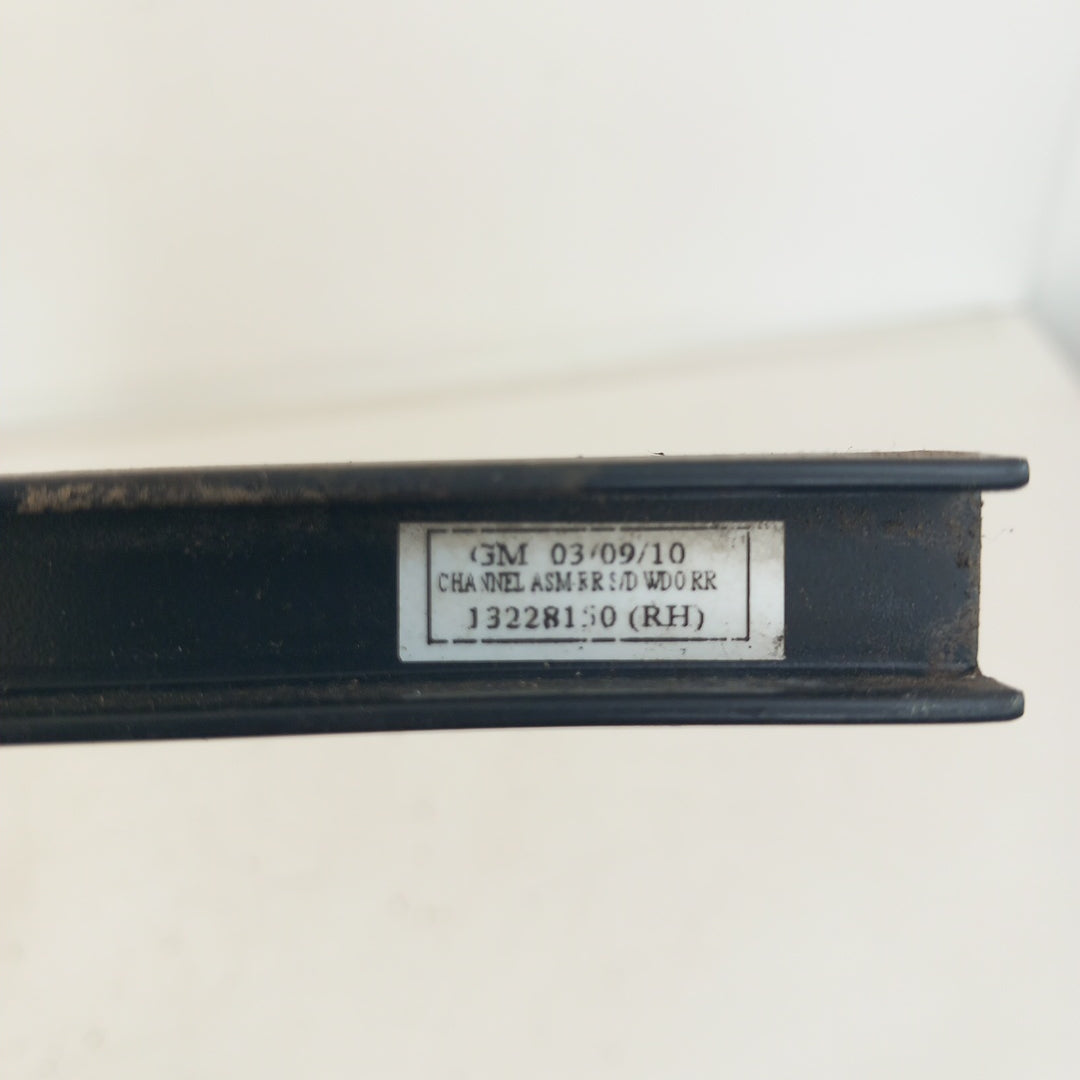 GM 03/09/10
CHANNEL ASM-RR S/D WDO RR
13228150 (RH)